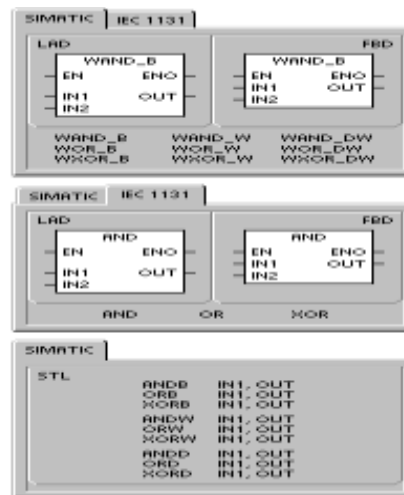 SIMATIC IEC 1131
LAD FBD
WAND_B WAND_B
EN ENO EN ENO
IN1 OUT IN1 OUT
IN2 IN2
WAND_B WAND_W WAND_DW
WOR_B WOR_W WOR_DW
WXOR_B WXOR_W WXOR_DW
SIMATIC IEC 1131
LAD FBD
AND AND
EN ENO EN ENO
IN1 OUT IN1 OUT
IN2 IN2
AND OR XOR
SIMATIC
STL
ANDB IN1, OUT
ORB IN1, OUT
XORB IN1, OUT
ANDW IN1, OUT
ORW IN1, OUT
XORW IN1, OUT
ANDD IN1, OUT
ORD IN1, OUT
XORD IN1, OUT